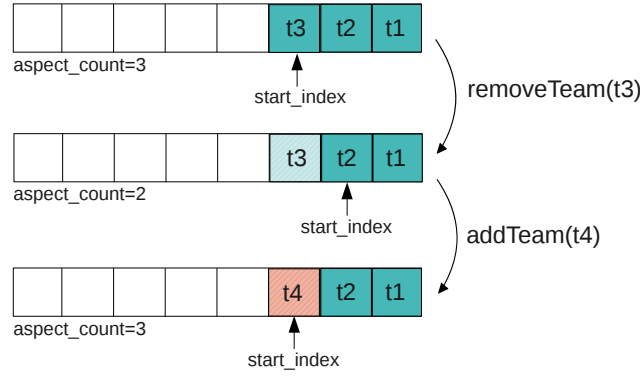 t3 t2 t1
aspect_count=3
start_index
removeTeam(t3)
t3 t2 t1
aspect_count=2
start_index
addTeam(t4)
t4 t2 t1
aspect_count=3
start_index